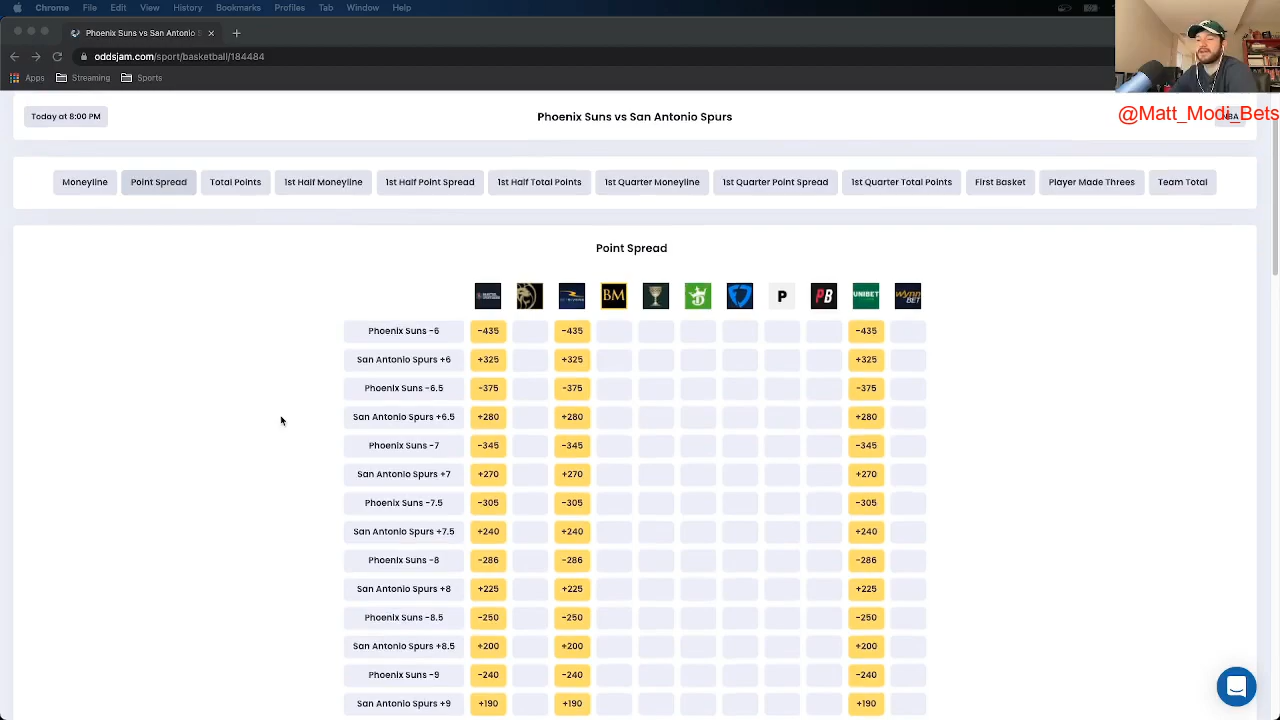 Chrome File Edit View History Bookmarks Profiles Tab Window Help
Phoenix Suns vs San Antonio S
oddsjam.com/sport/basketball/184484
Apps Streaming Sports
@Matt_Modi_Bets
Today at 8:00 PM Phoenix Suns vs San Antonio Spurs NBA
Moneyline Point Spread Total Points 1st Half Moneyline 1st Half Point Spread 1st Half Total Points 1st Quarter Moneyline 1st Quarter Point Spread 1st Quarter Total Points First Basket Player Made Threes Team Total
Point Spread
BM P PB UNIBET WYNN BET
Phoenix Suns -6 -435 -435 -435
San Antonio Spurs +6 +325 +325 +325
Phoenix Suns -6.5 -375 -375 -375
San Antonio Spurs +6.5 +280 +280 +280
Phoenix Suns -7 -345 -345 -345
San Antonio Spurs +7 +270 +270 +270
Phoenix Suns -7.5 -305 -305 -305
San Antonio Spurs +7.5 +240 +240 +240
Phoenix Suns -8 -286 -286 -286
San Antonio Spurs +8 +225 +225 +225
Phoenix Suns -8.5 -250 -250 -250
San Antonio Spurs +8.5 +200 +200 +200
Phoenix Suns -9 -240 -240 -240
San Antonio Spurs +9 +190 +190 +190